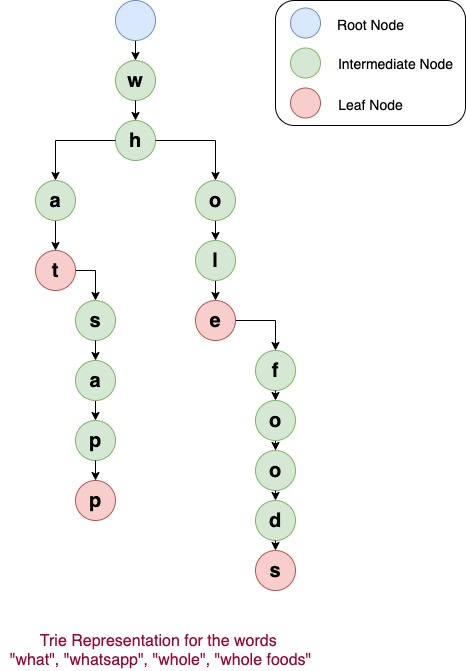 Root Node
Intermediate Node
Leaf Node
w
h
a
o
t
l
s
e
a
f
p
o
p
o
d
s
Trie Representation for the words
"what", "whatsapp", "whole", "whole foods"